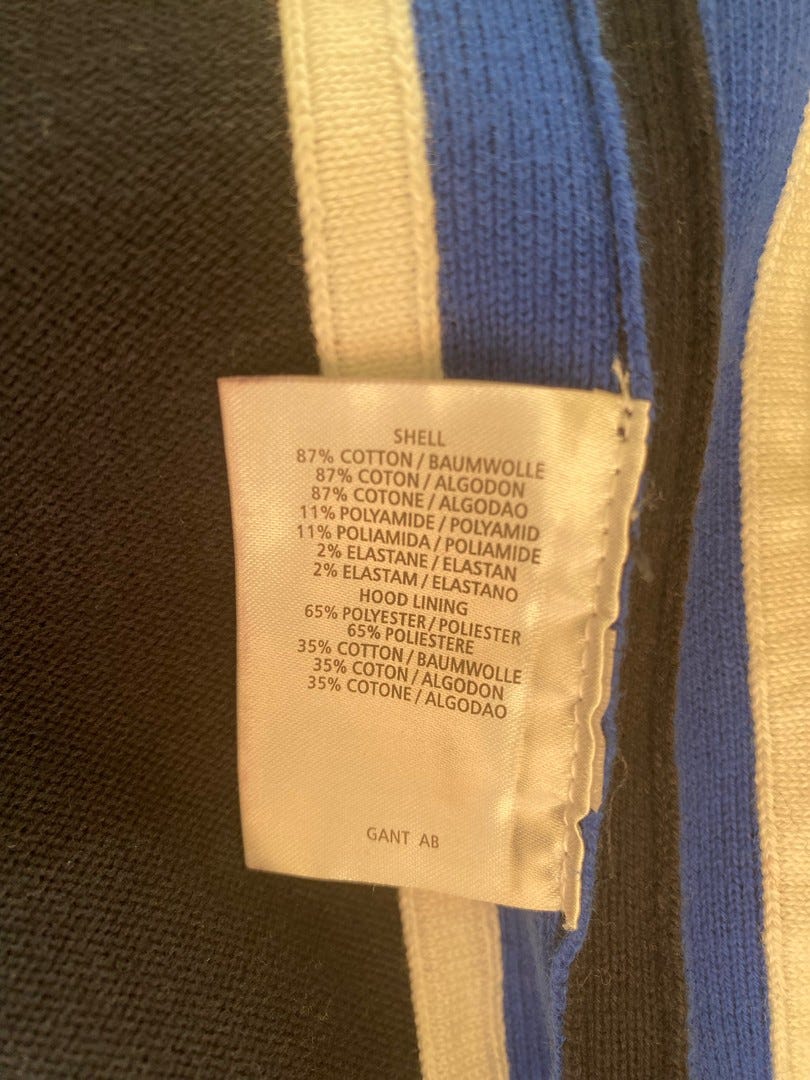 SHELL
87% COTTON / BAUMWOLLE
87% COTON / ALGODON
87% COTONE / ALGODAO
11% POLYAMIDE / POLYAMID
11% POLIAMIDA / POLIAMIDE
2% ELASTANE / ELASTAN
2% ELASTAM / ELASTANO
HOOD LINING
65% POLYESTER / POLIESTER
65% POLIESTERE
35% COTTON / BAUMWOLLE
35% COTON / ALGODON
35% COTONE / ALGODAO
GANT AB